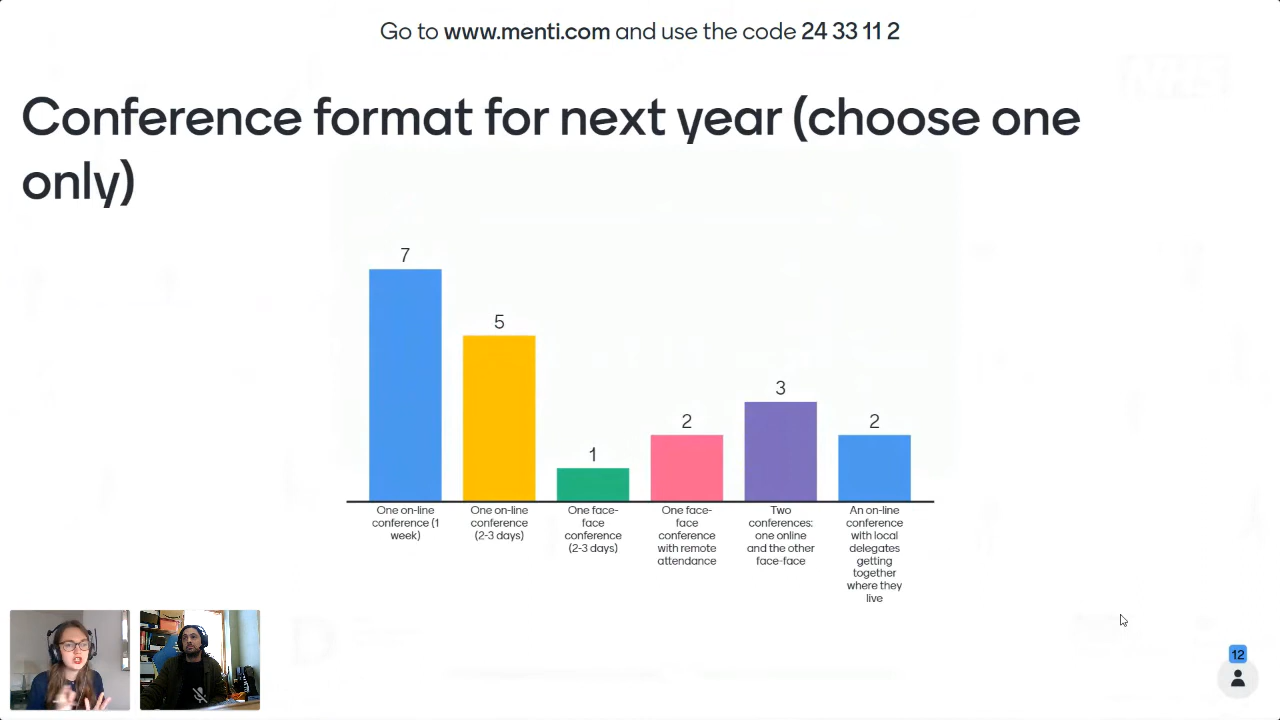 Go to www.menti.com and use the code 24 33 11 2
Conference format for next year (choose one
only)
7
5
1
2
3
2
One on-line
conference (1
week)
One on-line
conference
(2-3 days)
One face-
face
conference
(2-3 days)
One face-
face
conference
with remote
attendance
Two
conferences:
one online
and the other
face-face
An on-line
conference
with local
delegates
getting
together
where they
live
12